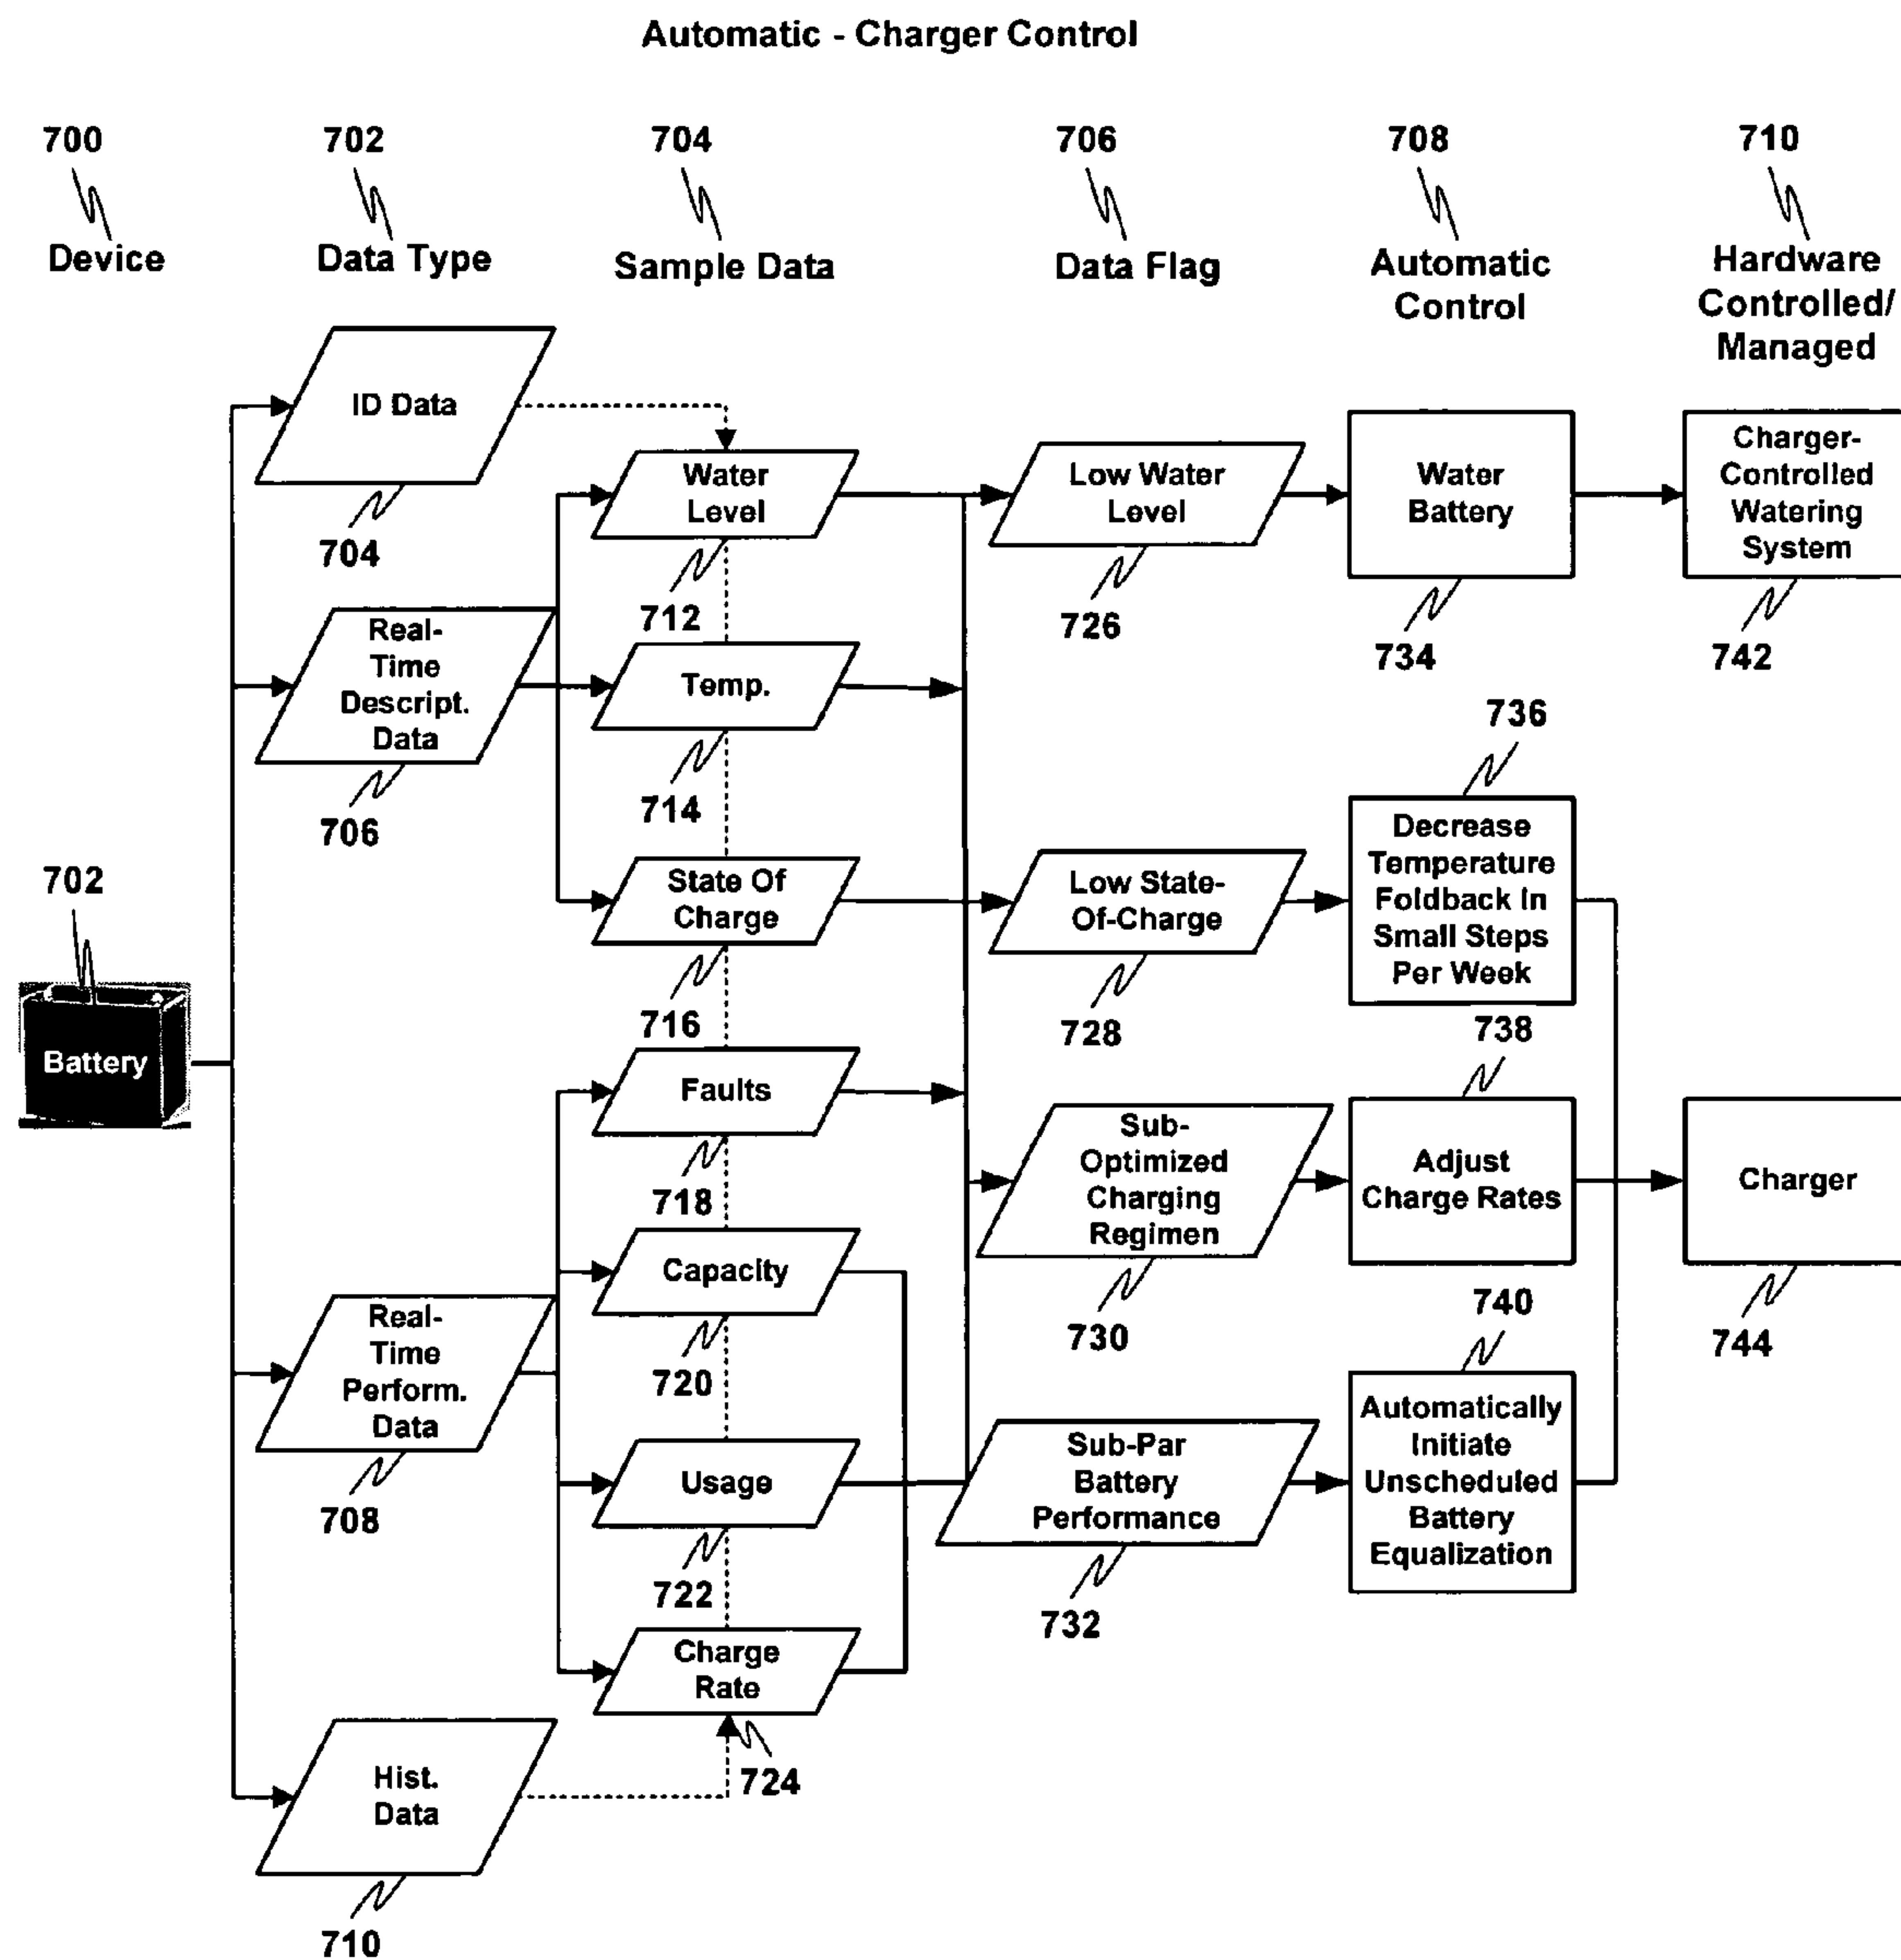 Automatic - Charger Control
700
702
704
706
708
710
Device
Data Type
Sample Data
Data Flag
Automatic
Control
Hardware
Controlled/
Managed
ID Data
704
Real-
Time
Descript.
Data
706
702
Battery
Real-
Time
Perform.
Data
708
Hist.
Data
710
Water
Level
712
Temp.
714
State Of
Charge
716
Faults
718
Capacity
720
Usage
722
Charge
Rate
724
Low Water
Level
726
Low State-
Of-Charge
728
Sub-
Optimized
Charging
Regimen
730
Sub-Par
Battery
Performance
732
Water
Battery
734
736
Decrease
Temperature
Foldback In
Small Steps
Per Week
738
Adjust
Charge Rates
740
Automatically
Initiate
Unscheduled
Battery
Equalization
Charger-
Controlled
Watering
System
742
Charger
744